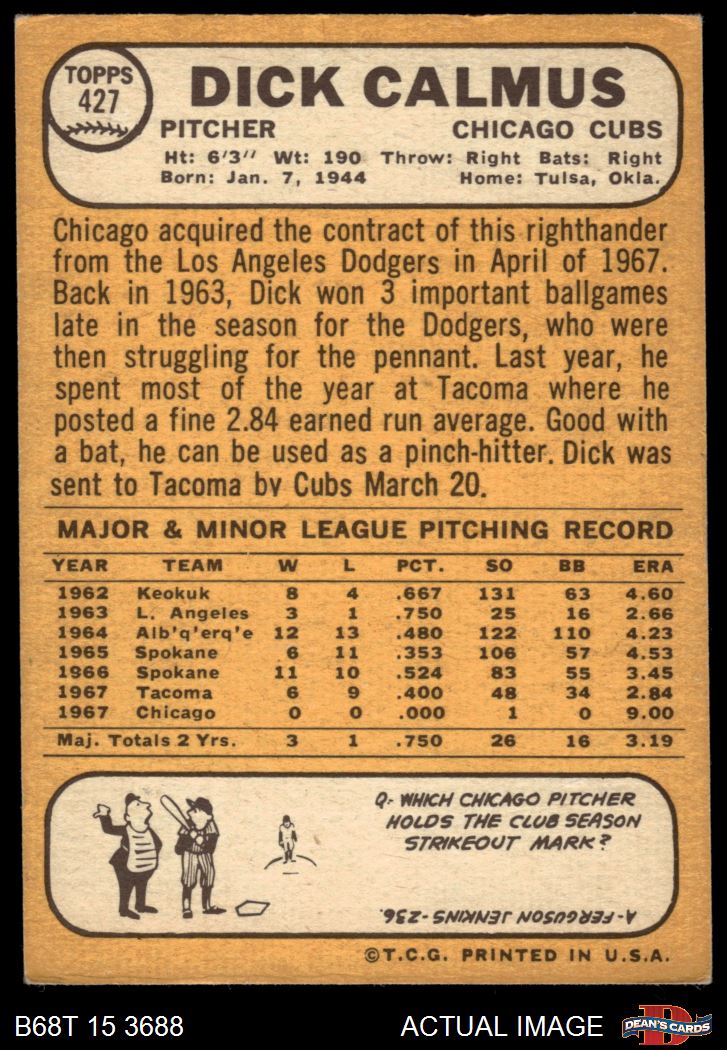 TOPPS
427
DICK CALMUS
PITCHER CHICAGO CUBS
Ht: 6'3" Wt: 190 Throw: Right Bats: Right
Born: Jan. 7, 1944 Home: Tulsa, Okla.
Chicago acquired the contract of this righthander
from the Los Angeles Dodgers in April of 1967.
Back in 1963, Dick won 3 important ballgames
late in the season for the Dodgers, who were
then struggling for the pennant. Last year, he
spent most of the year at Tacoma where he
posted a fine 2.84 earned run average. Good with
a bat, he can be used as a pinch-hitter. Dick was
sent to Tacoma by Cubs March 20.
MAJOR & MINOR LEAGUE PITCHING RECORD
YEAR TEAM W L PCT. SO BB ERA
1962 Keokuk 8 4 .667 131 63 4.60
1963 L. Angeles 3 1 .750 25 16 2.66
1964 Alb'q'erq'e 12 13 .480 122 110 4.23
1965 Spokane 6 11 .353 106 57 4.53
1966 Spokane 11 10 .524 83 55 3.45
1967 Tacoma 6 9 .400 48 34 2.84
1967 Chicago 0 0 .000 1 0 9.00
Maj. Totals 2 Yrs. 3 1 .750 26 16 3.19
Q- WHICH CHICAGO PITCHER
HOLDS THE CLUB SEASON
STRIKEOUT MARK?
A-FERGUSON JENKINS-236.
©T.C.G. PRINTED IN U.S.A.
B68T 15 3688 ACTUAL IMAGE
D
DEAN'S CARDS